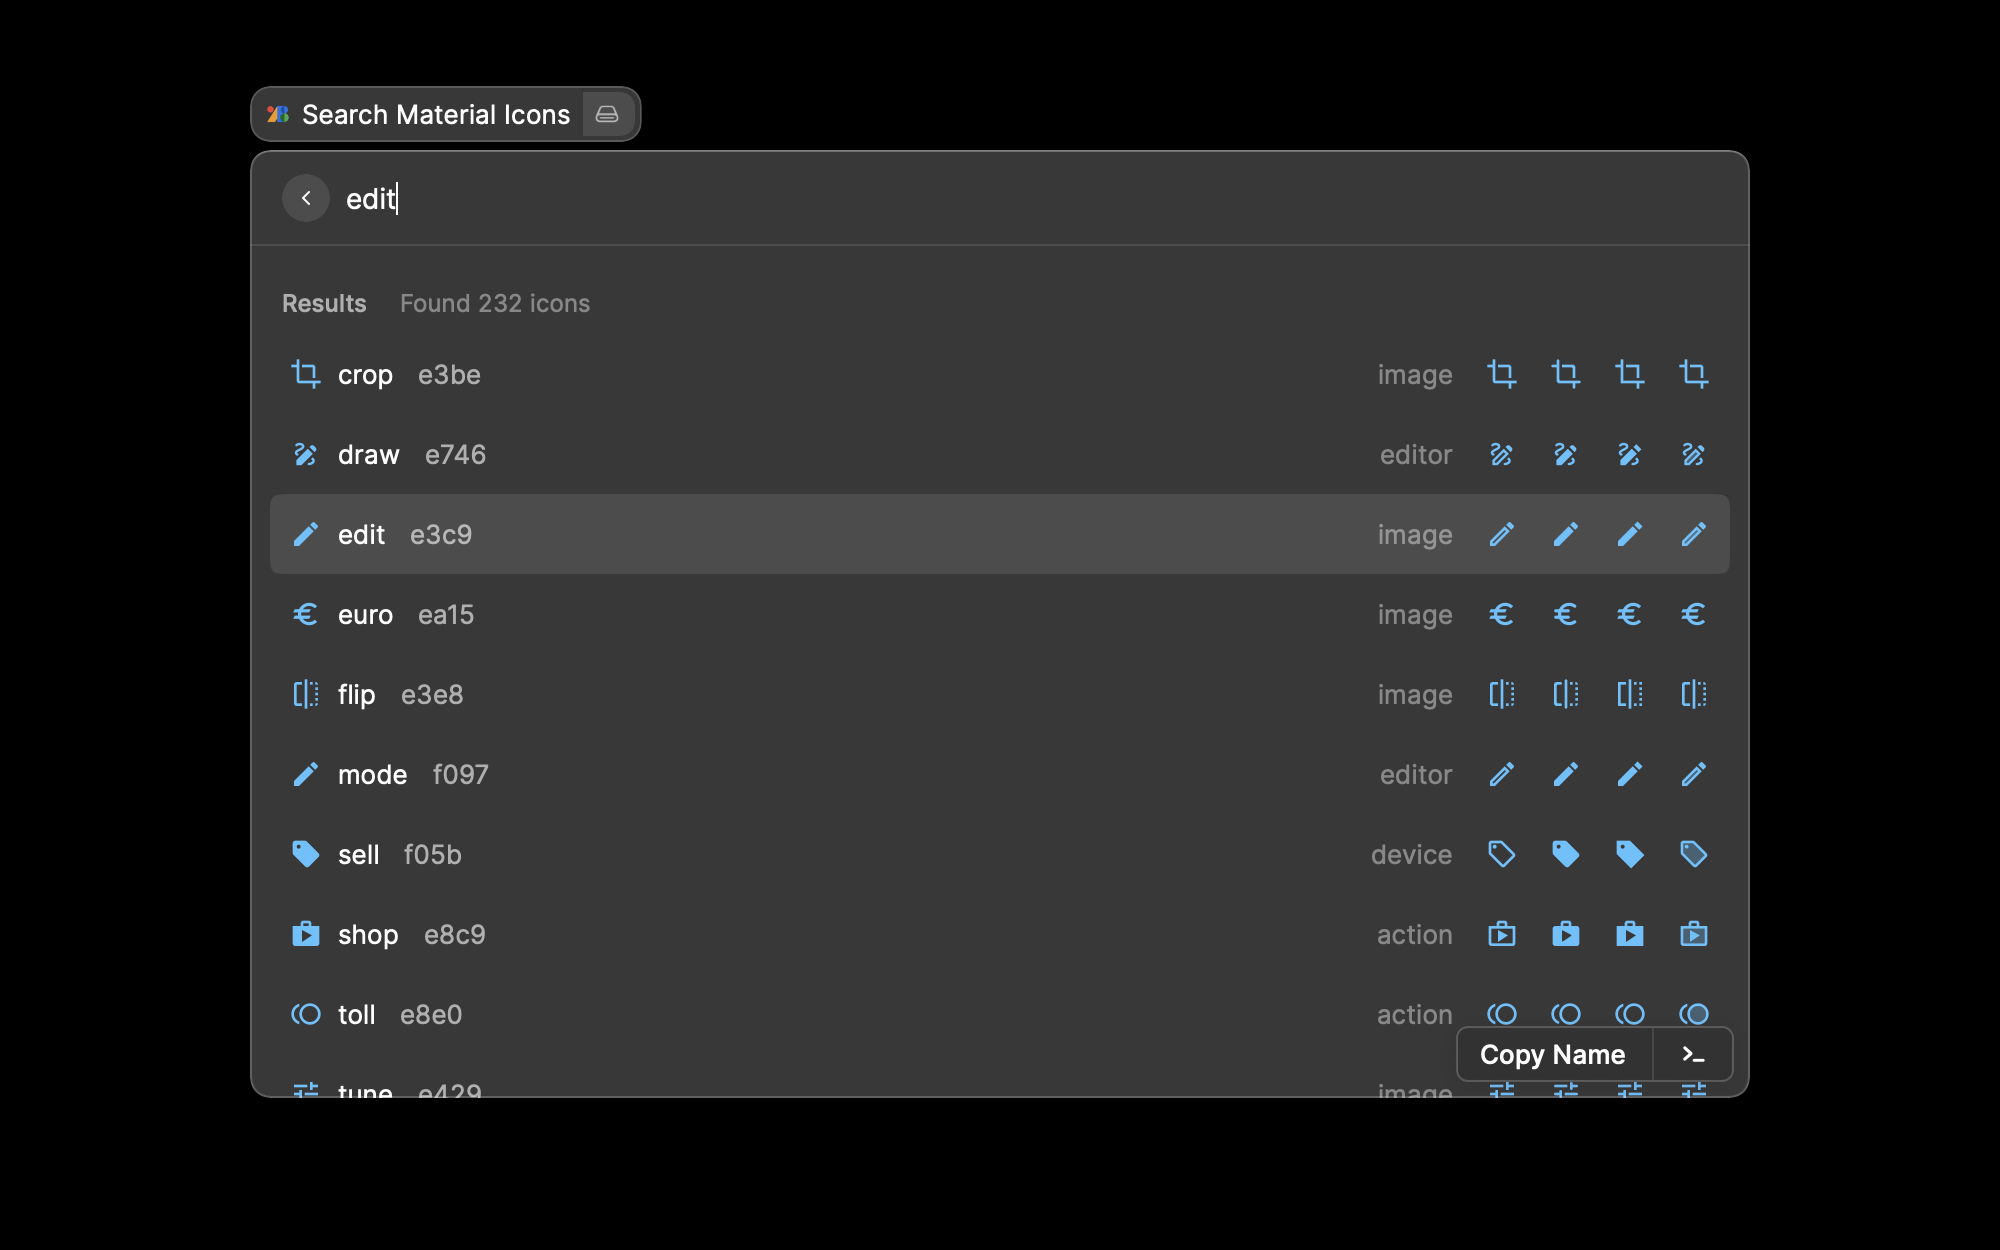 Search Material Icons
edit
Results Found 232 icons
crop e3be image
draw e746 editor
edit e3c9 image
euro ea15 image
flip e3e8 image
mode f097 editor
sell f05b device
shop e8c9 action
toll e8e0 action
Copy Name
tune e429 image